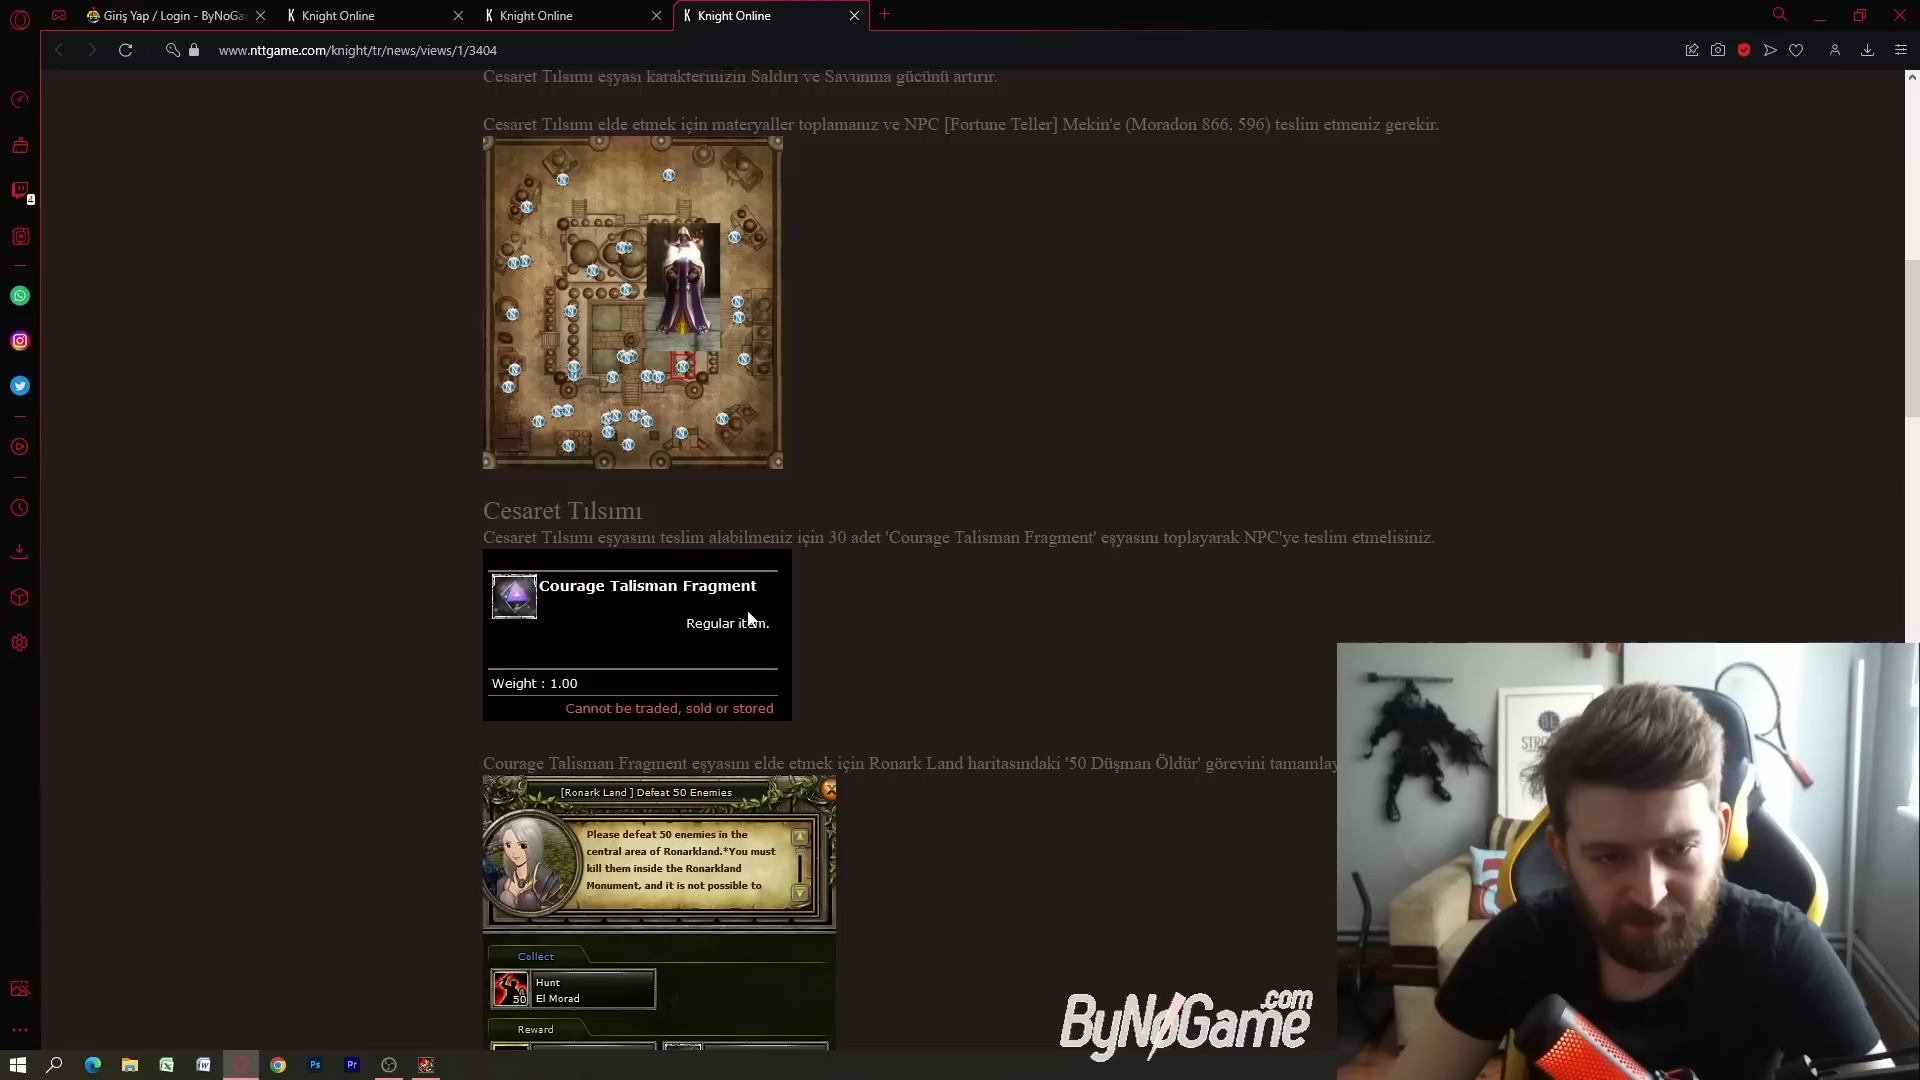 Giriş Yap / Login - ByNoGa
Knight Online
Knight Online
Knight Online
www.nttgame.com/knight/tr/news/views/1/3404
4
Cesaret Tılsımı eşyası karakterinizin Saldırı ve Savunma gücünü artırır.
Cesaret Tılsımı elde etmek için materyaller toplamanız ve NPC [Fortune Teller] Mekin'e (Moradon 866, 596) teslim etmeniz gerekir.
Cesaret Tılsımı
Cesaret Tılsımı eşyasını teslim alabilmeniz için 30 adet 'Courage Talisman Fragment' eşyasını toplayarak NPC'ye teslim etmelisiniz.
Courage Talisman Fragment
Regular item.
Weight : 1.00
Cannot be traded, sold or stored
Courage Talisman Fragment eşyasını elde etmek için Ronark Land haritasındaki '50 Düşman Öldür' görevini tamamlay
[Ronark Land ] Defeat 50 Enemies
Please defeat 50 enemies in the
central area of Ronarkland.*You must
kill them inside the Ronarkland
Monument, and it is not possible to
Collect
50
Hunt
El Morad
Reward
ByNoGame.com